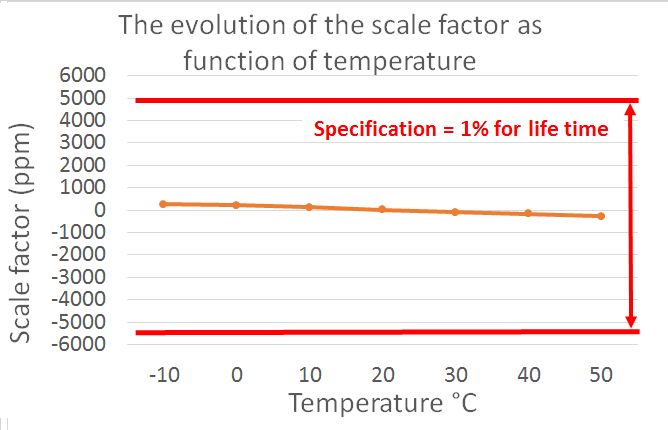 The evolution of the scale factor as
function of temperature
6000
5000
4000
3000
2000
1000
0
-1000
-2000
-3000
-4000
-5000
-6000
Scale factor (ppm)
Specification = 1% for life time
-10 0 10 20 30 40 50
Temperature °C